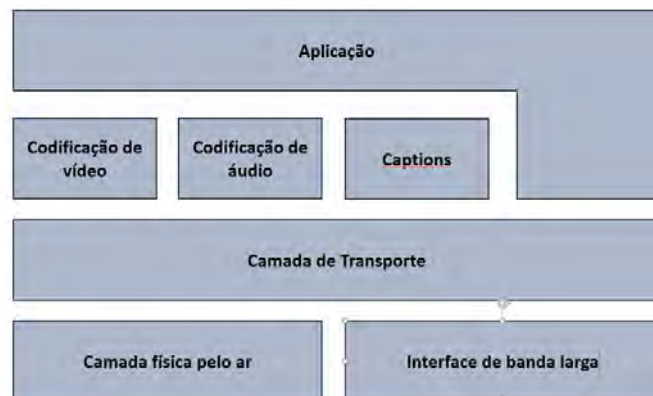 Aplicação
Codificação de
vídeo
Codificação de
áudio
Captions
Camada de Transporte
Camada física pelo ar
Interface de banda larga